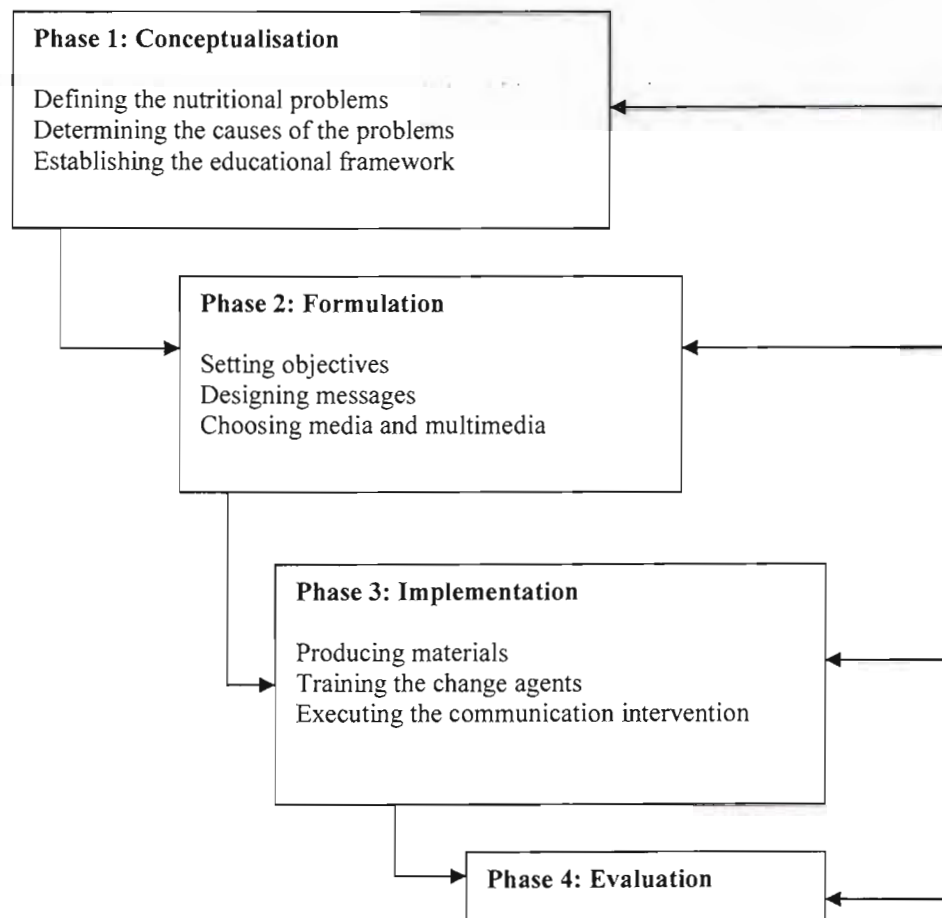 Phase 1: Conceptualisation
Defining the nutritional problems
Determining the causes of the problems
Establishing the educational framework
Phase 2: Formulation
Setting objectives
Designing messages
Choosing media and multimedia
Phase 3: Implementation
Producing materials
Training the change agents
Executing the communication intervention
Phase 4: Evaluation